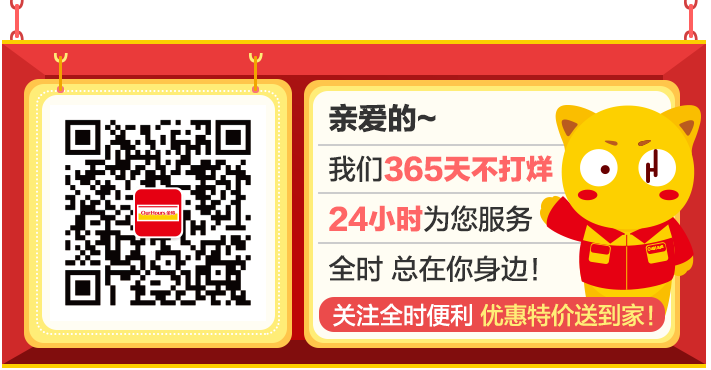 亲爱的~
我们365天不打烊
24小时为您服务
全时 总在你身边!
关注全时便利 优惠特价送到家!